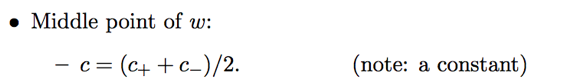 • Middle point of w:
– c = (c₊ + c₋)/2. (note: a constant)